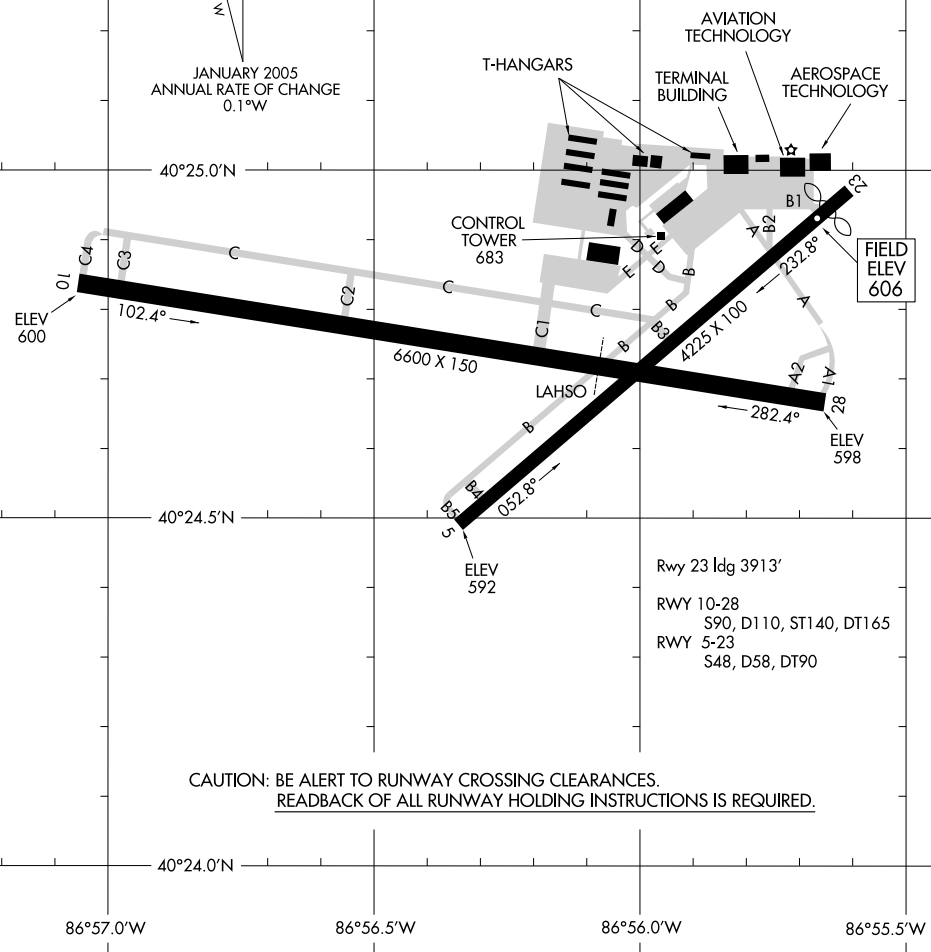 W
JANUARY 2005
ANNUAL RATE OF CHANGE
0.1°W
AVIATION
TECHNOLOGY
T-HANGARS
TERMINAL
BUILDING
AEROSPACE
TECHNOLOGY
40°25.0'N
23
B1
B2
A
CONTROL
TOWER
683
D
E
D
E
B
232.8°
FIELD
ELEV
606
C4
C3
C
10
C2
C
C
C1
B
B3
A
4225 X 100
102.4°
ELEV
600
6600 X 150
B
A2
A1
LAHSO
28
282.4°
ELEV
598
B
B4
B5
052.8°
5
40°24.5'N
ELEV
592
Rwy 23 ldg 3913'
RWY 10-28
S90, D110, ST140, DT165
RWY 5-23
S48, D58, DT90
CAUTION: BE ALERT TO RUNWAY CROSSING CLEARANCES.
READBACK OF ALL RUNWAY HOLDING INSTRUCTIONS IS REQUIRED.
40°24.0'N
86°57.0'W
86°56.5'W
86°56.0'W
86°55.5'W